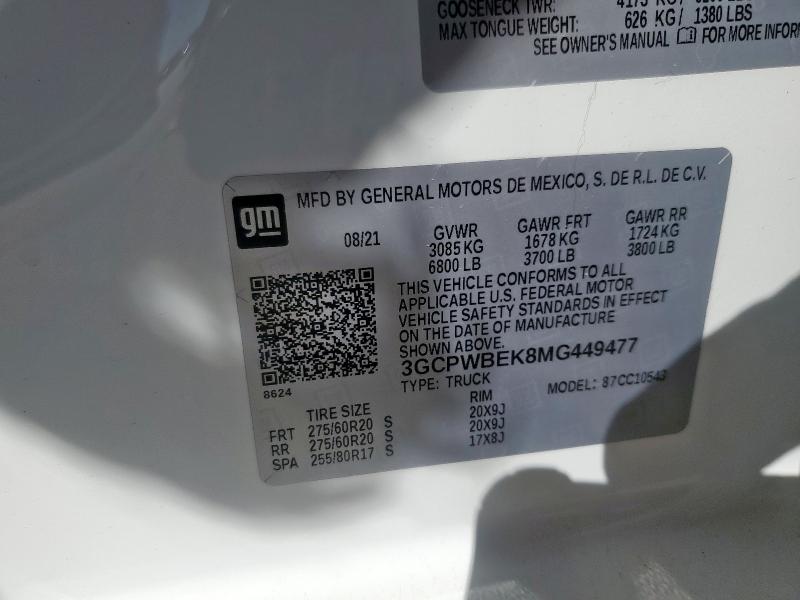 GOOSENECK TWR:
MAX TONGUE WEIGHT: 626 KG/ 1380 LBS
SEE OWNER'S MANUAL FOR MORE
MFD BY GENERAL MOTORS DE MEXICO, S. DE R.L. DE C.V.
gm
08/21
GVWR GAWR FRT GAWR RR
3085 KG 1678 KG 1724 KG
6800 LB 3700 LB 3800 LB
THIS VEHICLE CONFORMS TO ALL
APPLICABLE U.S. FEDERAL MOTOR
VEHICLE SAFETY STANDARDS IN EFFECT
ON THE DATE OF MANUFACTURE
SHOWN ABOVE.
3GCPWBEK8MG449477
8624
TYPE: TRUCK MODEL: 87CC10543
TIRE SIZE RIM
FRT 275/60R20 S 20X9J
RR 275/60R20 S 20X9J
SPA 255/80R17 S 17X8J